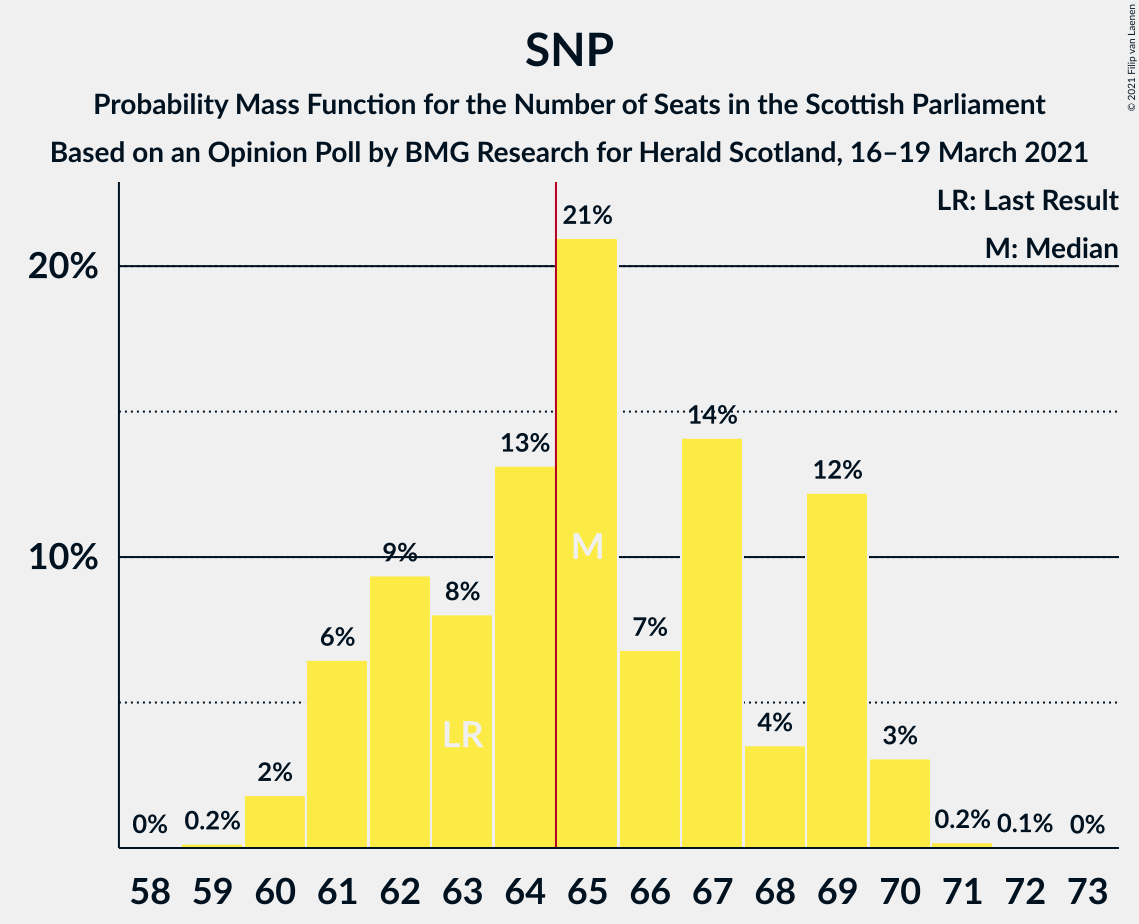 SNP
Probability Mass Function for the Number of Seats in the Scottish Parliament
Based on an Opinion Poll by BMG Research for Herald Scotland, 16–19 March 2021
© 2021 Filip van Laenen
LR: Last Result
M: Median
20%
10%
0%
0.2%
2%
6%
9%
8%
13%
21%
7%
14%
4%
12%
3%
0.2%
0.1%
0%
LR
M
58 59 60 61 62 63 64 65 66 67 68 69 70 71 72 73